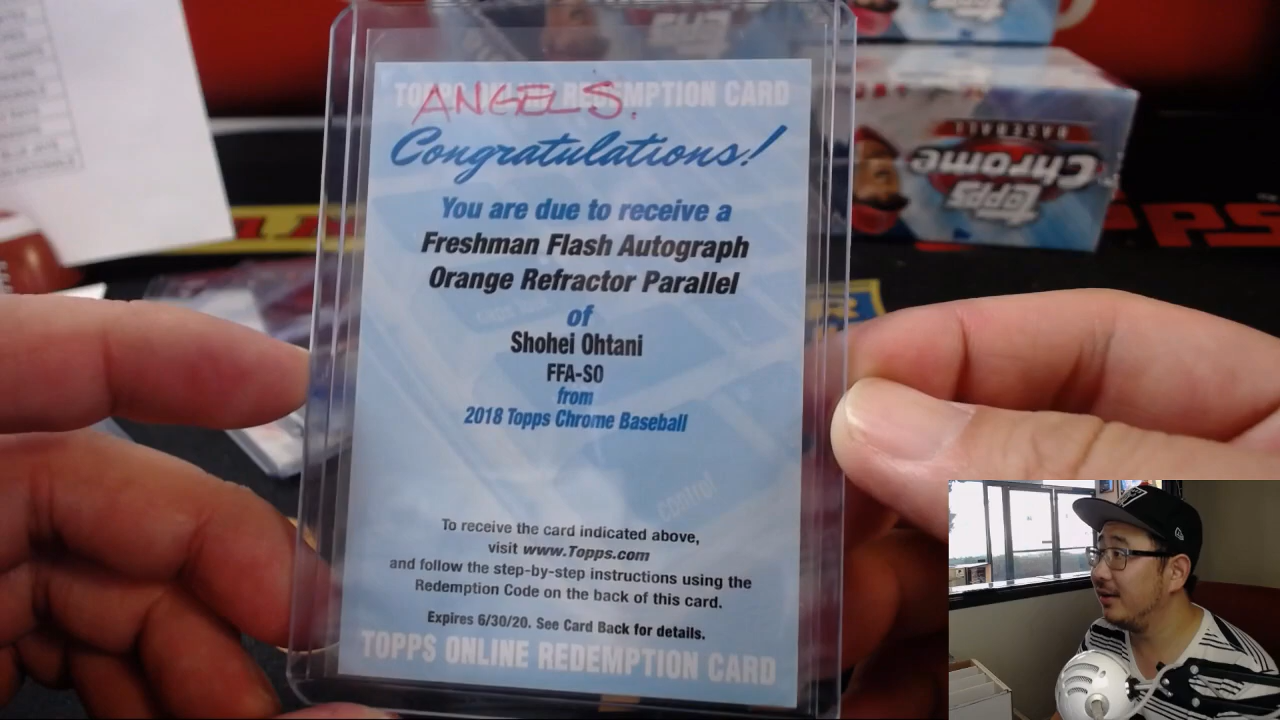 TOPPS ONLINE REDEMPTION CARD
ANGELS.
Congratulations!
You are due to receive a
Freshman Flash Autograph
Orange Refractor Parallel
of
Shohei Ohtani
FFA-SO
from
2018 Topps Chrome Baseball
control
To receive the card indicated above,
visit www.Topps.com
and follow the step-by-step instructions using the
Redemption Code on the back of this card.
Expires 6/30/20. See Card Back for details.
TOPPS ONLINE REDEMPTION CARD
Topps
Chrome
BASEBALL
Topps